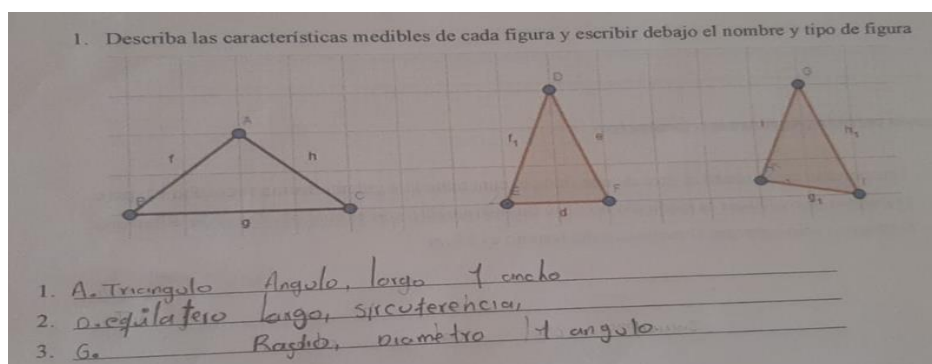 1. Describa las características medibles de cada figura y escribir debajo el nombre y tipo de figura
A
f
h
B
C
g
D
f₁
e
E
F
d
G
h₁
g₁
1. A. Triangulo Angulo, largo Y ancho
2. D. equilatero largo, sircuferencia,
3. G. Diametro Y angulo